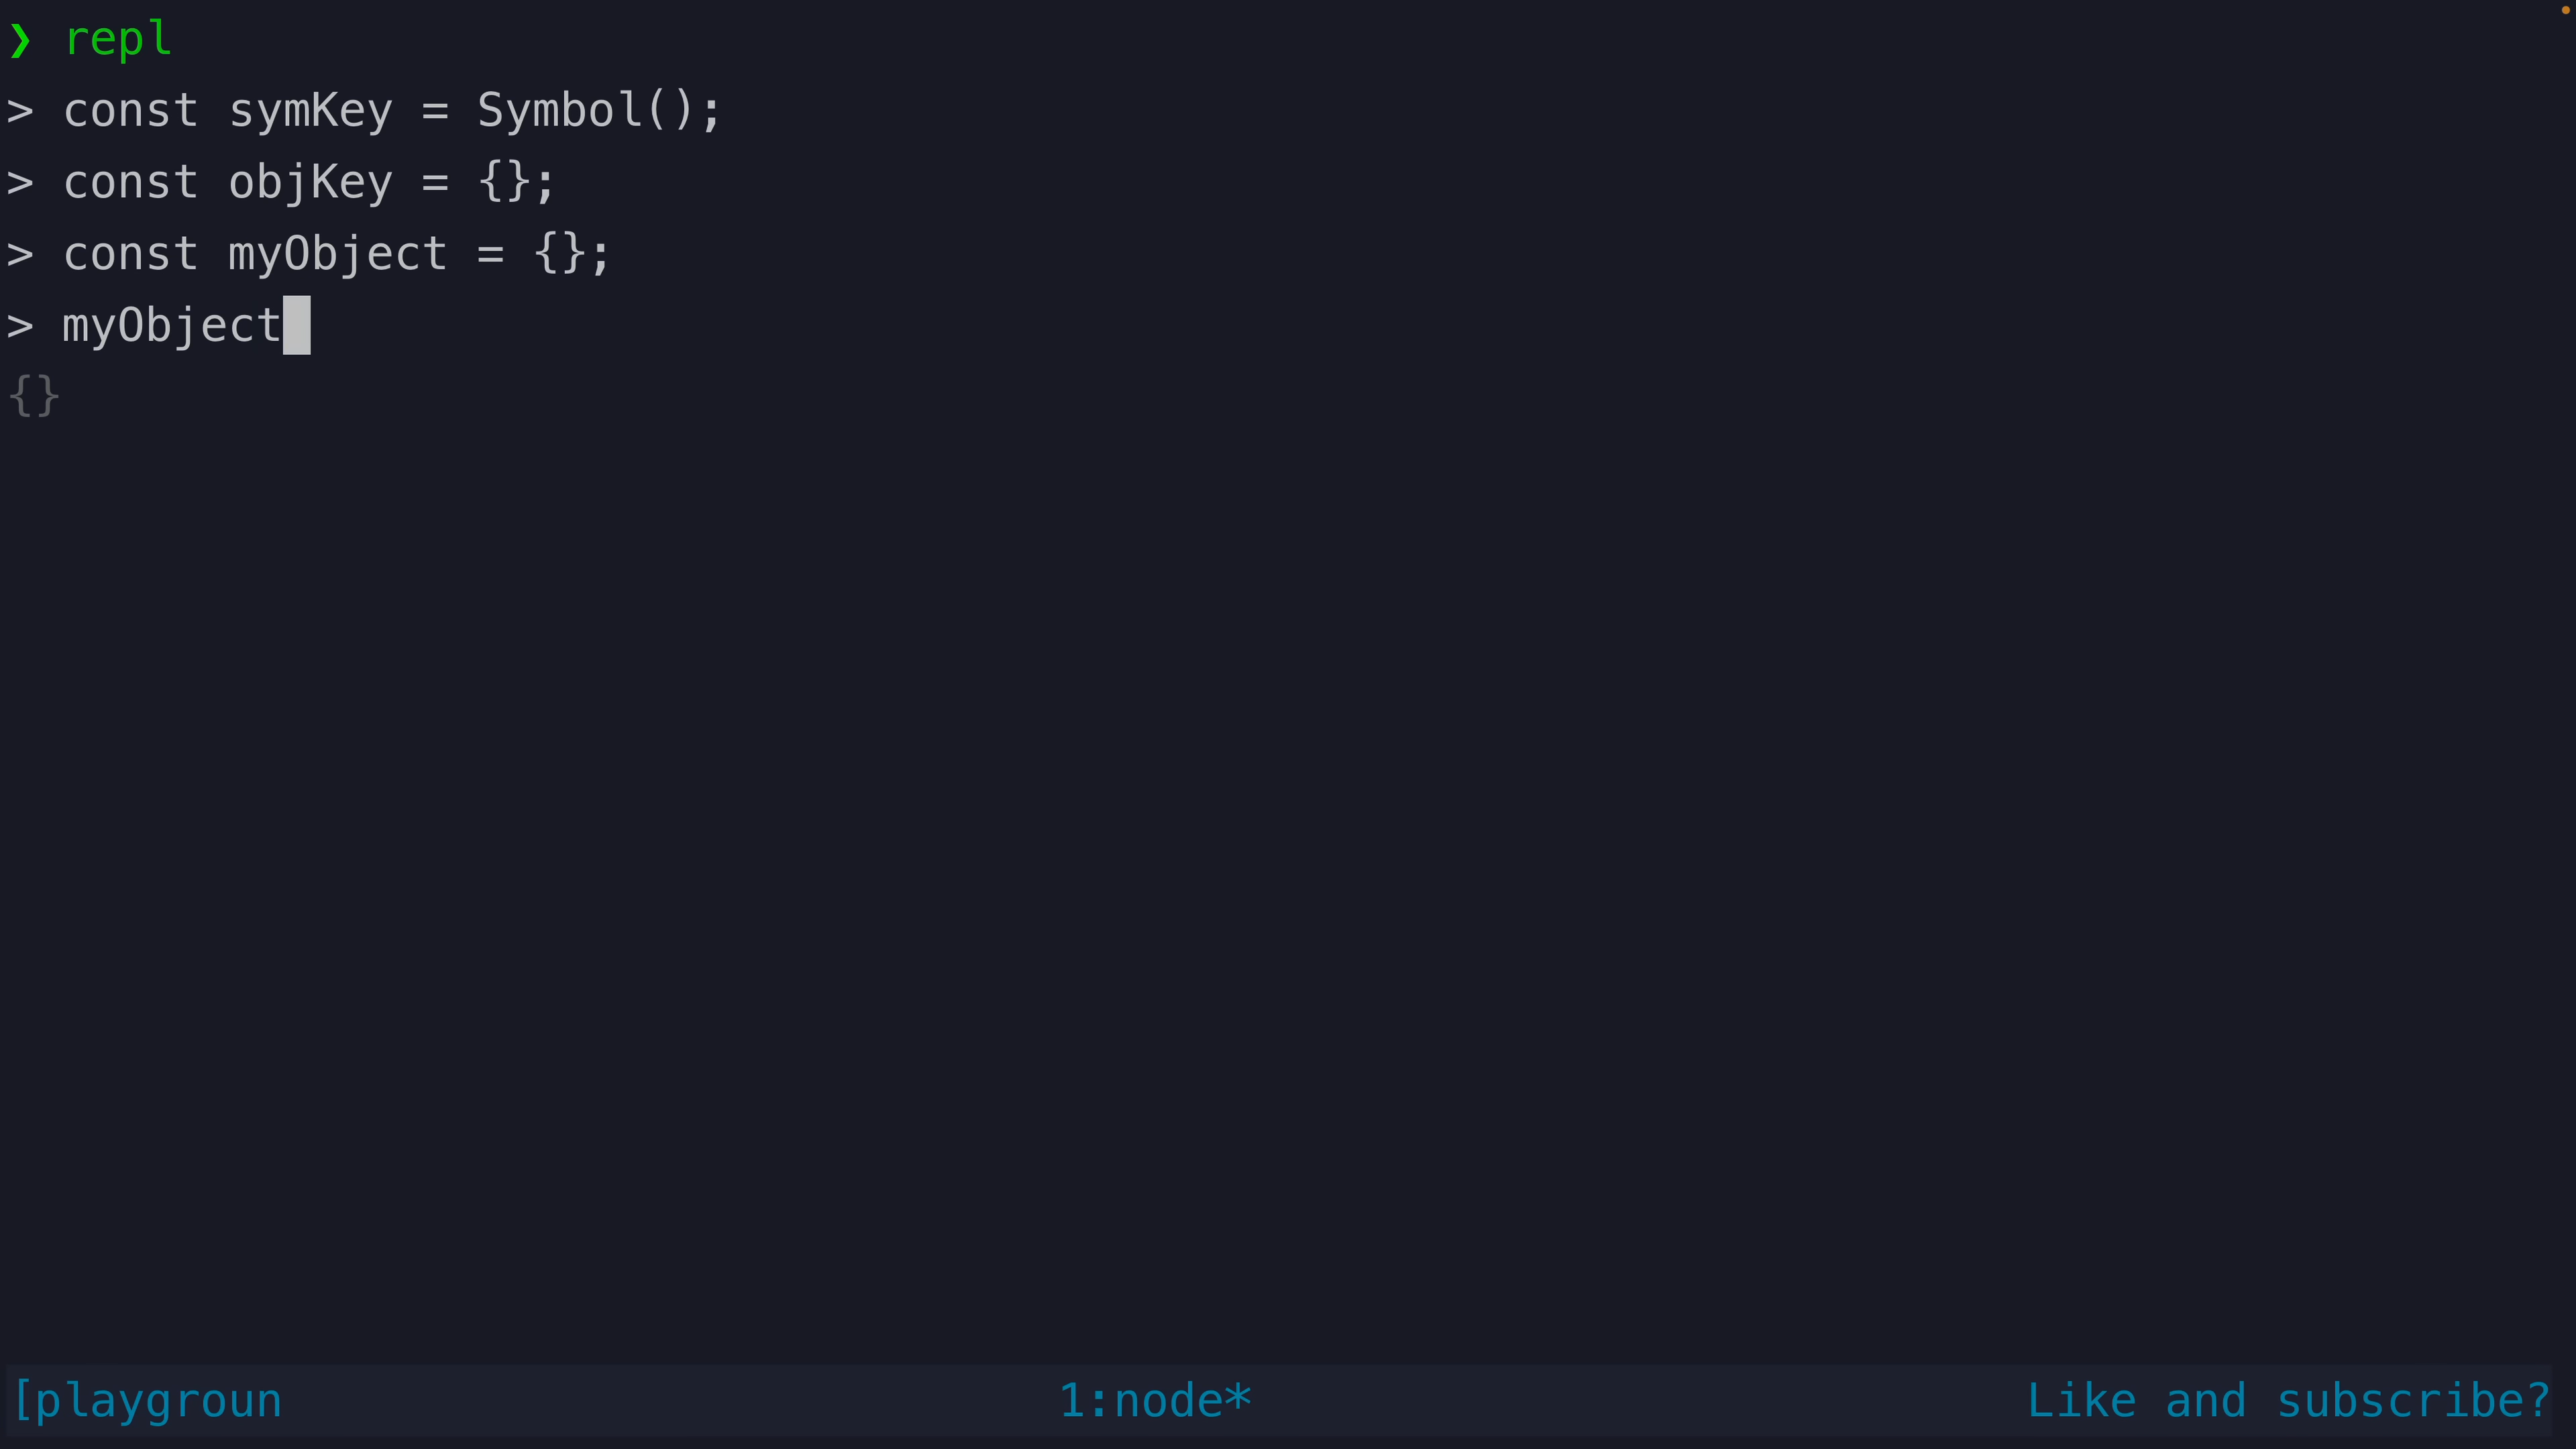 ❯ repl
> const symKey = Symbol();
> const objKey = {};
> const myObject = {};
> myObject
{}
[playgroun 1:node* Like and subscribe?